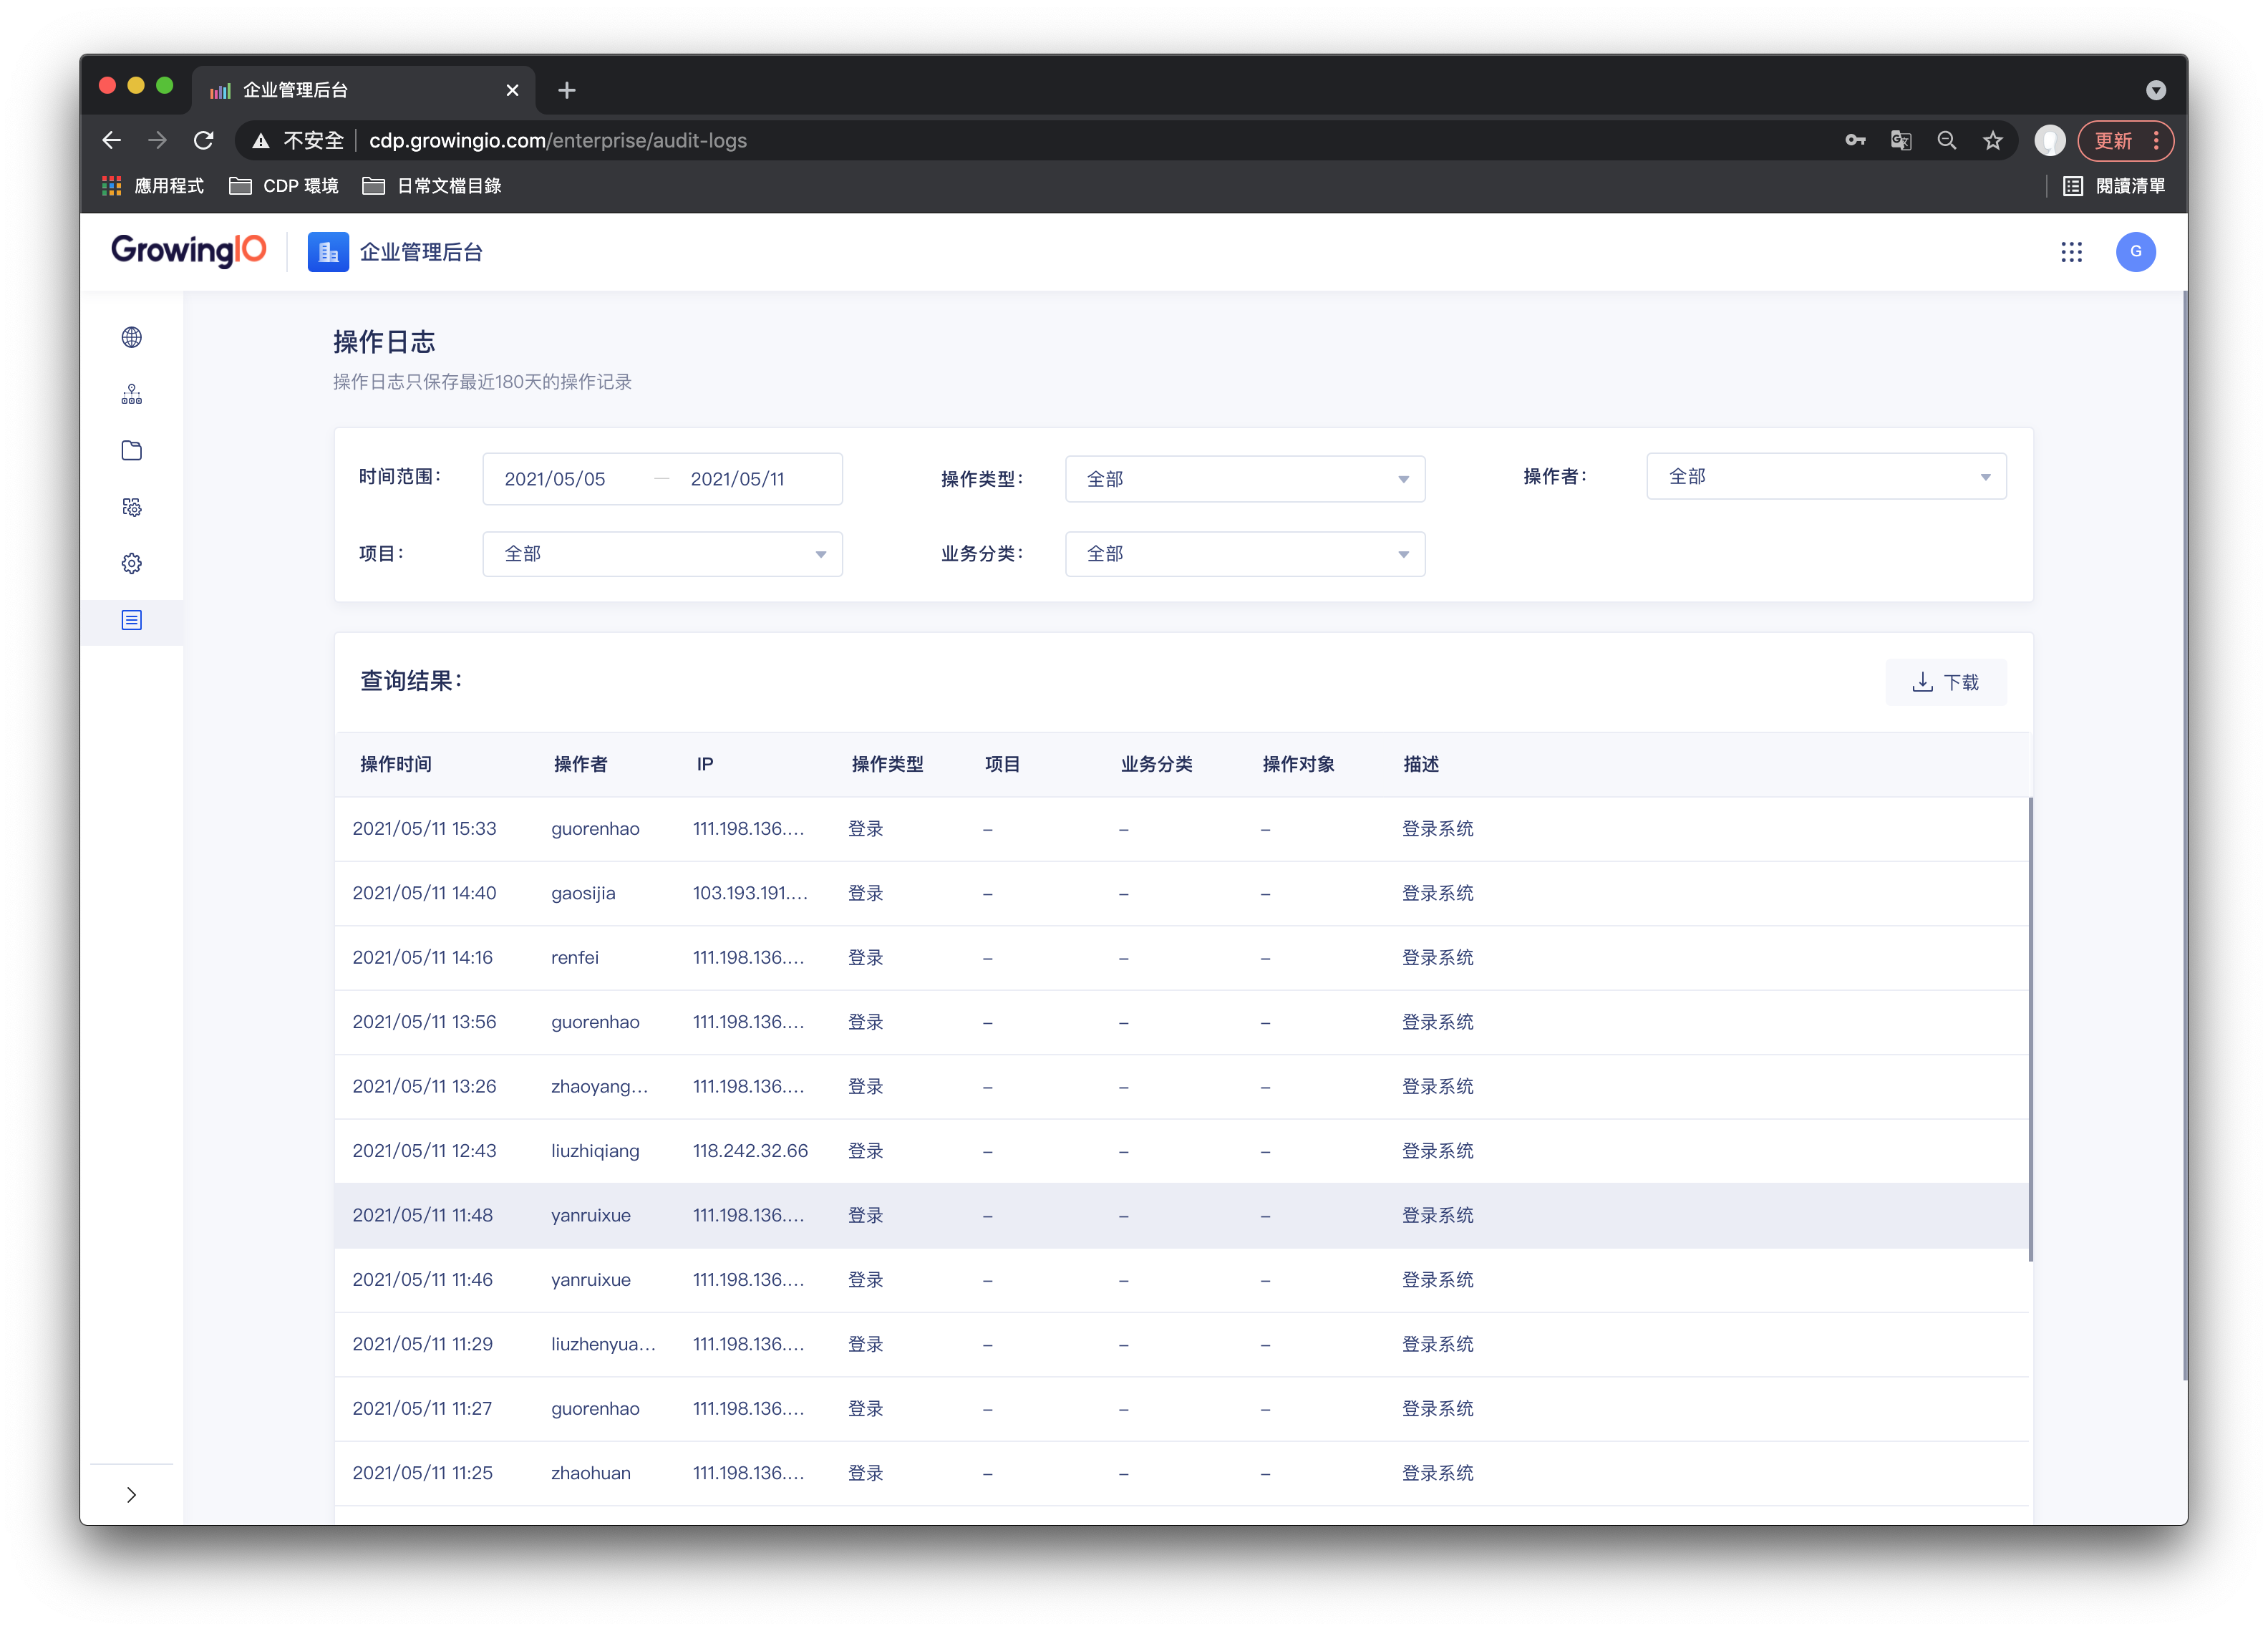 企业管理后台
不安全 cdp.growingio.com/enterprise/audit-logs 更新
應用程式 CDP 環境 日常文檔目錄 閱讀清單
GrowingIO 企业管理后台 G
操作日志
操作日志只保存最近180天的操作记录
时间范围： 2021/05/05 — 2021/05/11 操作类型： 全部 操作者： 全部
项目： 全部 业务分类： 全部
查询结果： 下载
操作时间 操作者 IP 操作类型 项目 业务分类 操作对象 描述
2021/05/11 15:33 guorenhao 111.198.136.... 登录 – – – 登录系统
2021/05/11 14:40 gaosijia 103.193.191.... 登录 – – – 登录系统
2021/05/11 14:16 renfei 111.198.136.... 登录 – – – 登录系统
2021/05/11 13:56 guorenhao 111.198.136.... 登录 – – – 登录系统
2021/05/11 13:26 zhaoyang... 111.198.136.... 登录 – – – 登录系统
2021/05/11 12:43 liuzhiqiang 118.242.32.66 登录 – – – 登录系统
2021/05/11 11:48 yanruixue 111.198.136.... 登录 – – – 登录系统
2021/05/11 11:46 yanruixue 111.198.136.... 登录 – – – 登录系统
2021/05/11 11:29 liuzhenyua... 111.198.136.... 登录 – – – 登录系统
2021/05/11 11:27 guorenhao 111.198.136.... 登录 – – – 登录系统
2021/05/11 11:25 zhaohuan 111.198.136.... 登录 – – – 登录系统